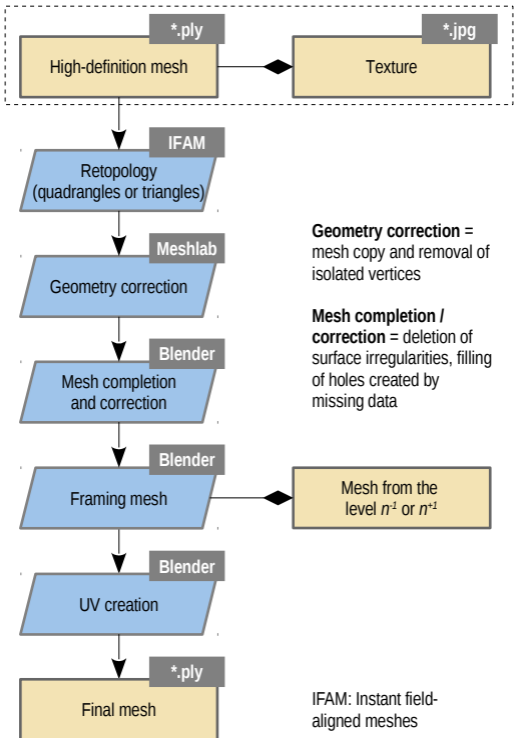 *.ply
High-definition mesh
*.jpg
Texture
IFAM
Retopology
(quadrangles or triangles)
Meshlab
Geometry correction
Geometry correction =
mesh copy and removal of
isolated vertices
Mesh completion /
correction = deletion of
surface irregularities, filling
of holes created by
missing data
Blender
Mesh completion
and correction
Blender
Framing mesh
Mesh from the
level n⁻¹ or n⁺¹
Blender
UV creation
*.ply
Final mesh
IFAM: Instant field-
aligned meshes